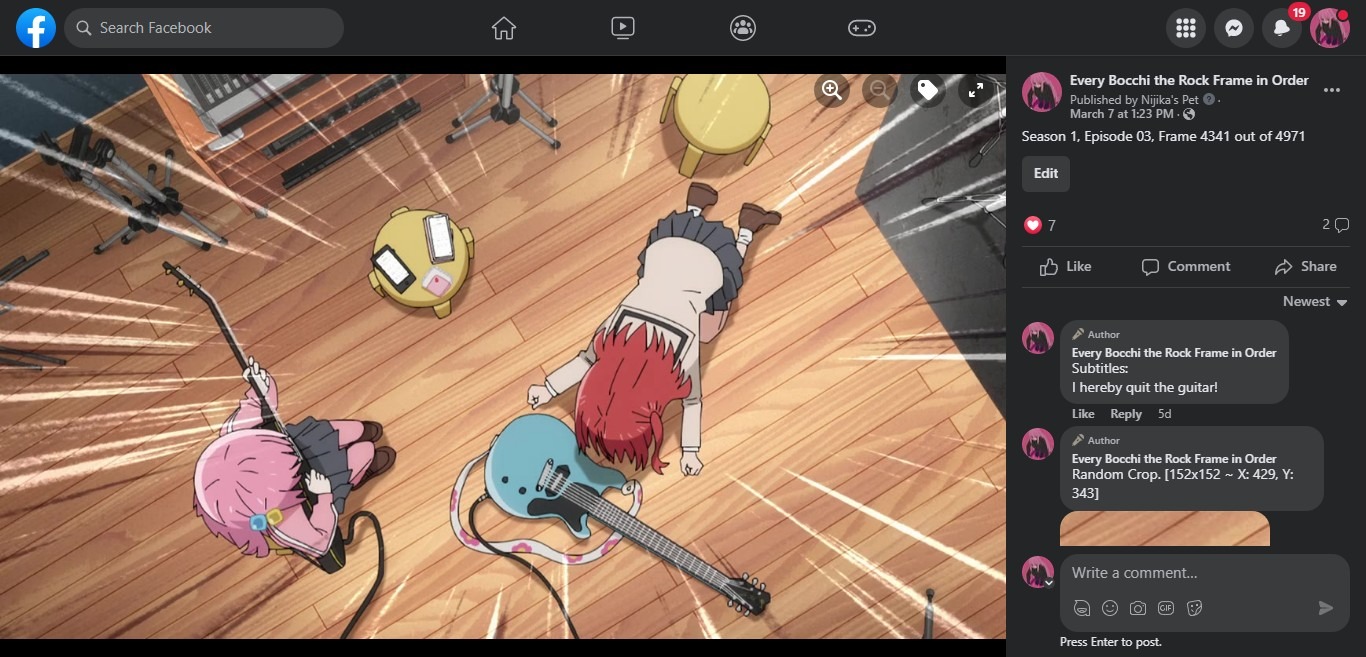 Search Facebook
19
Every Bocchi the Rock Frame in Order
Published by Nijika's Pet ·
March 7 at 1:23 PM ·
Season 1, Episode 03, Frame 4341 out of 4971
Edit
7
2
Like
Comment
Share
Newest
Author
Every Bocchi the Rock Frame in Order
Subtitles:
I hereby quit the guitar!
Like Reply 5d
Author
Every Bocchi the Rock Frame in Order
Random Crop. [152x152 ~ X: 429, Y:
343]
Write a comment...
GIF
Press Enter to post.